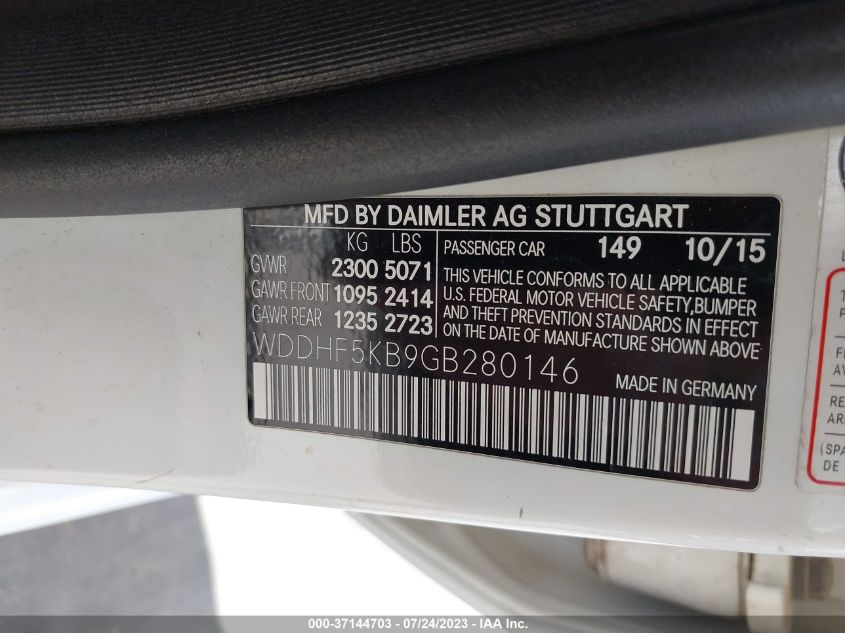 MFD BY DAIMLER AG STUTTGART
KG LBS
GVWR 2300 5071
GAWR FRONT 1095 2414
GAWR REAR 1235 2723
PASSENGER CAR 149 10/15
THIS VEHICLE CONFORMS TO ALL APPLICABLE
U.S. FEDERAL MOTOR VEHICLE SAFETY,BUMPER
AND THEFT PREVENTION STANDARDS IN EFFECT
ON THE DATE OF MANUFACTURE SHOWN ABOVE
WDDHF5KB9GB280146
MADE IN GERMANY
(SPA
DE
000-37144703 - 07/24/2023 - IAA Inc.